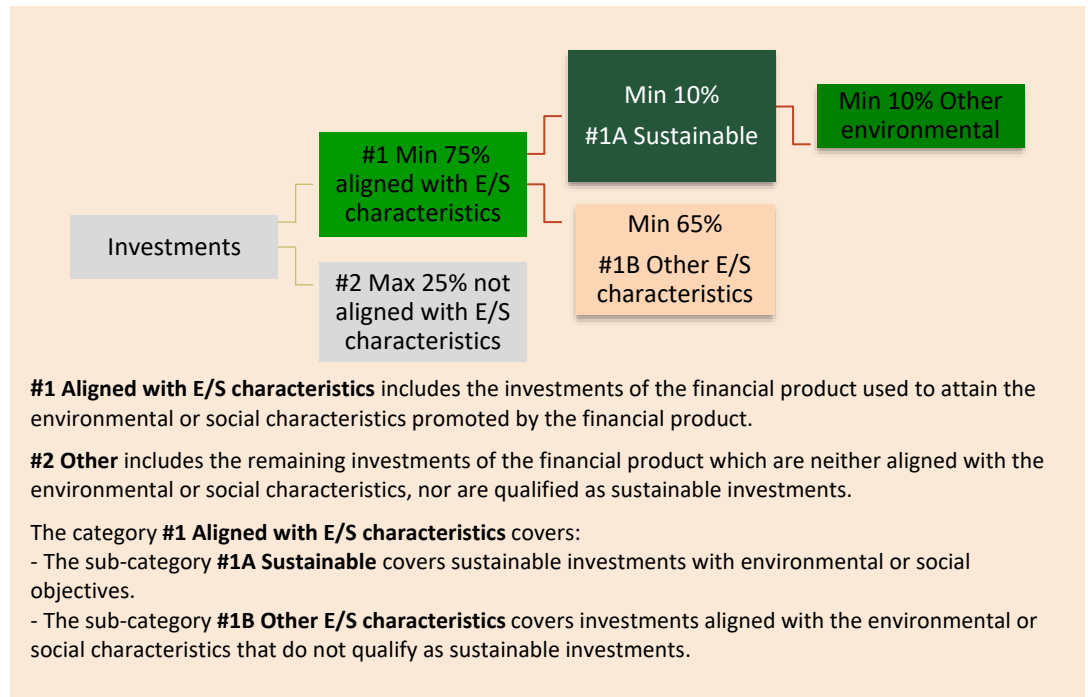 Min 10%
#1A Sustainable
Min 10% Other
environmental
#1 Min 75%
aligned with E/S
characteristics
Min 65%
#1B Other E/S
characteristics
Investments
#2 Max 25% not
aligned with E/S
characteristics
#1 Aligned with E/S characteristics includes the investments of the financial product used to attain the
environmental or social characteristics promoted by the financial product.
#2 Other includes the remaining investments of the financial product which are neither aligned with the
environmental or social characteristics, nor are qualified as sustainable investments.
The category #1 Aligned with E/S characteristics covers:
- The sub-category #1A Sustainable covers sustainable investments with environmental or social
objectives.
- The sub-category #1B Other E/S characteristics covers investments aligned with the environmental or
social characteristics that do not qualify as sustainable investments.